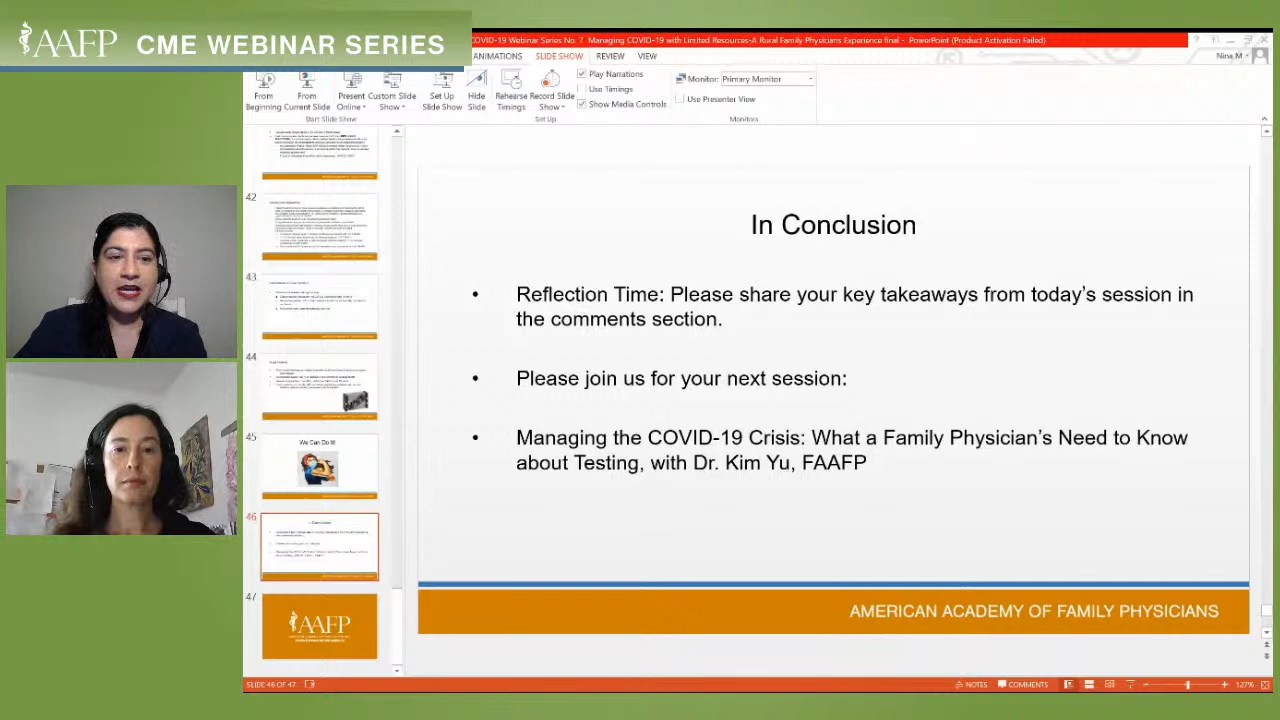 AAFP CME WEBINAR SERIES
COVID-19 Webinar Series No. 7 Managing COVID-19 with Limited Resources-A Rural Family Physicians Experience final - PowerPoint (Product Activation Failed)
ANIMATIONS SLIDE SHOW REVIEW VIEW
Nina M
From Beginning
From Current Slide
Present Online
Custom Slide Show
Set Up Slide Show
Hide Slide
Rehearse Timings
Record Slide Show
Play Narrations
Use Timings
Show Media Controls
Monitor: Primary Monitor
Use Presenter View
Start Slide Show
Set Up
Monitors
42
43
44
45
We Can Do It!
46
In Conclusion
47
AAFP
In Conclusion
• Reflection Time: Please share your key takeaways from today's session in
the comments section.
• Please join us for your next session:
• Managing the COVID-19 Crisis: What a Family Physician's Need to Know
about Testing, with Dr. Kim Yu, FAAFP
AMERICAN ACADEMY OF FAMILY PHYSICIANS
SLIDE 46 OF 47
NOTES
COMMENTS
127%